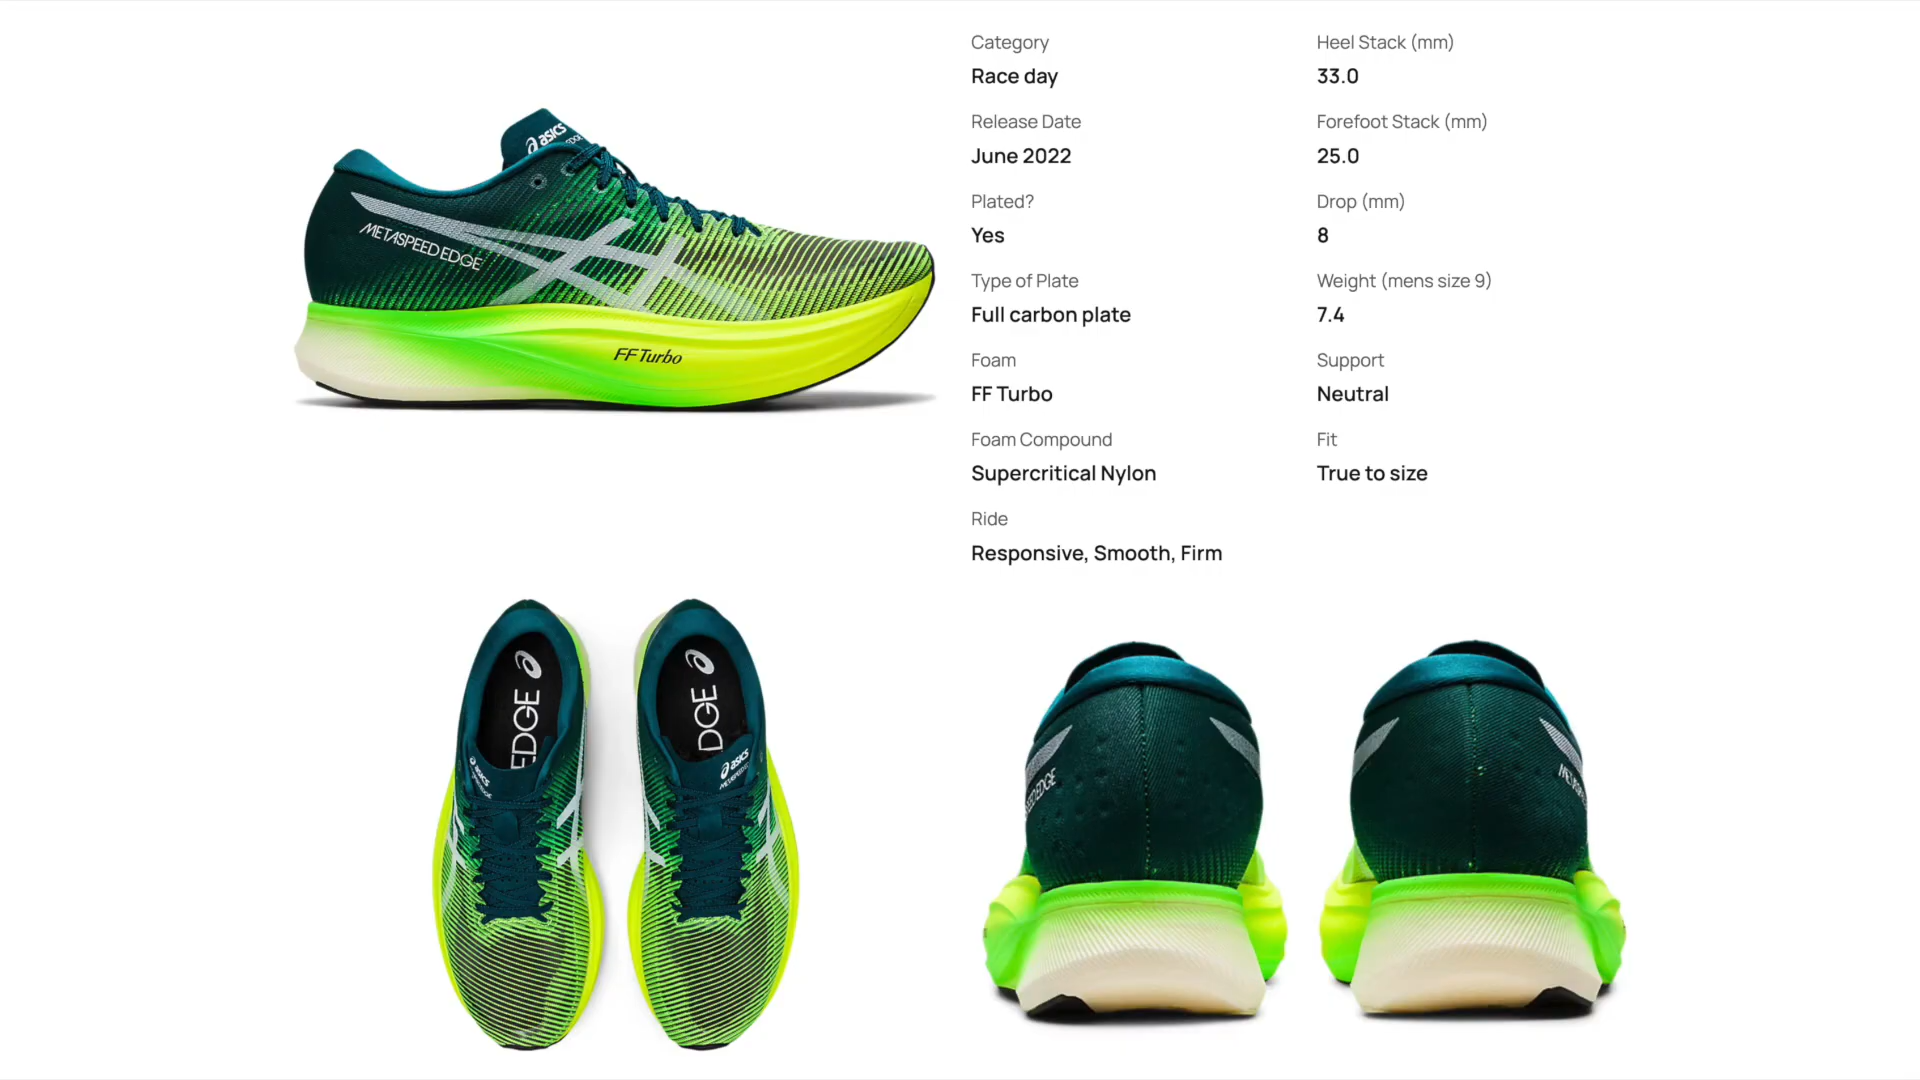 Category
Race day
Release Date
June 2022
Plated?
Yes
Type of Plate
Full carbon plate
Foam
FF Turbo
Foam Compound
Supercritical Nylon
Ride
Responsive, Smooth, Firm
Heel Stack (mm)
33.0
Forefoot Stack (mm)
25.0
Drop (mm)
8
Weight (mens size 9)
7.4
Support
Neutral
Fit
True to size
asics
METASPEED EDGE
FF Turbo
EDGE
asics
DGE
asics
EDGE